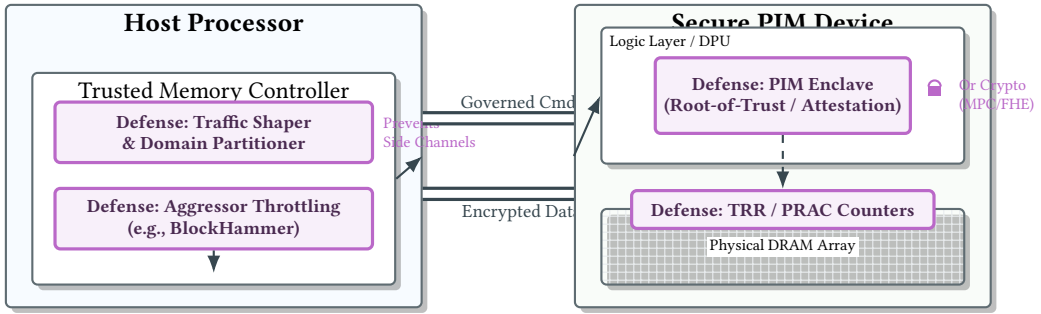 Host Processor
Trusted Memory Controller
Defense: Traffic Shaper
& Domain Partitioner
Prevents
Side Channels
Defense: Aggressor Throttling
(e.g., BlockHammer)
Governed Cmd
Encrypted Data
Secure PIM Device
Logic Layer / DPU
Defense: PIM Enclave
(Root-of-Trust / Attestation)
Or Crypto
(MPC/FHE)
Defense: TRR / PRAC Counters
Physical DRAM Array